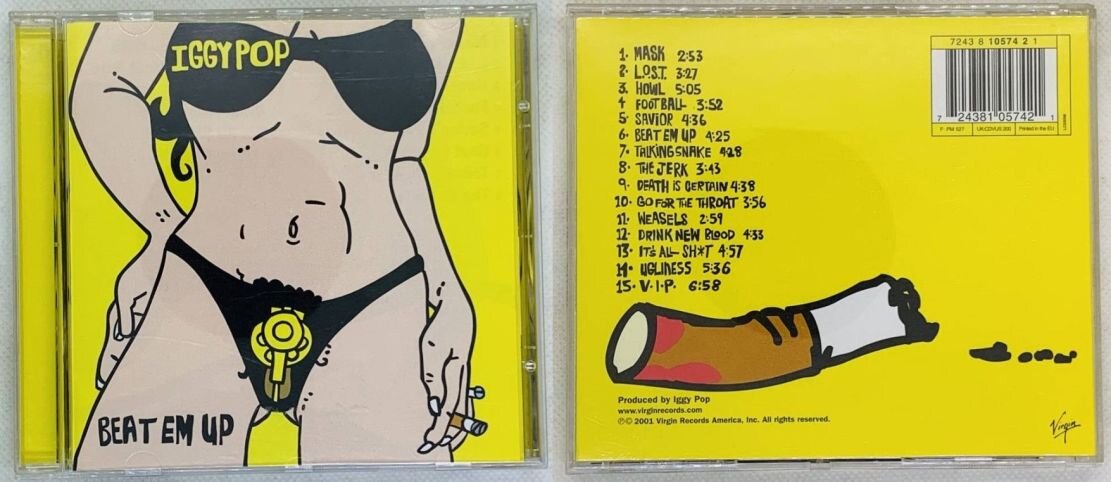 IGGY POP
BEAT EM UP
1. MASK 2:53
2. L.O.S.T. 3:27
3. HOWL 5:05
4 FOOTBALL 3:52
5. SAVIOR 4:36
6. BEAT EM UP 4:25
7. TALKING SNAKE 4:28
8. THE JERK 3:43
9. DEATH IS CERTAIN 4:38
10. GO FOR THE THROAT 3:56
11. WEASELS 2:59
12. DRINK NEW BLOOD 4:33
13. IT'S ALL SH*T 4:57
14. UGLINESS 5:36
15. V.I.P. 6:58
7243 8 10574 2 1
7 24381 05742 1
F: PM 527 UK:CDVUS 200 Printed in the EU
Produced by Iggy Pop
www.virginrecords.com
℗© 2001 Virgin Records America, Inc. All rights reserved.
Virgin